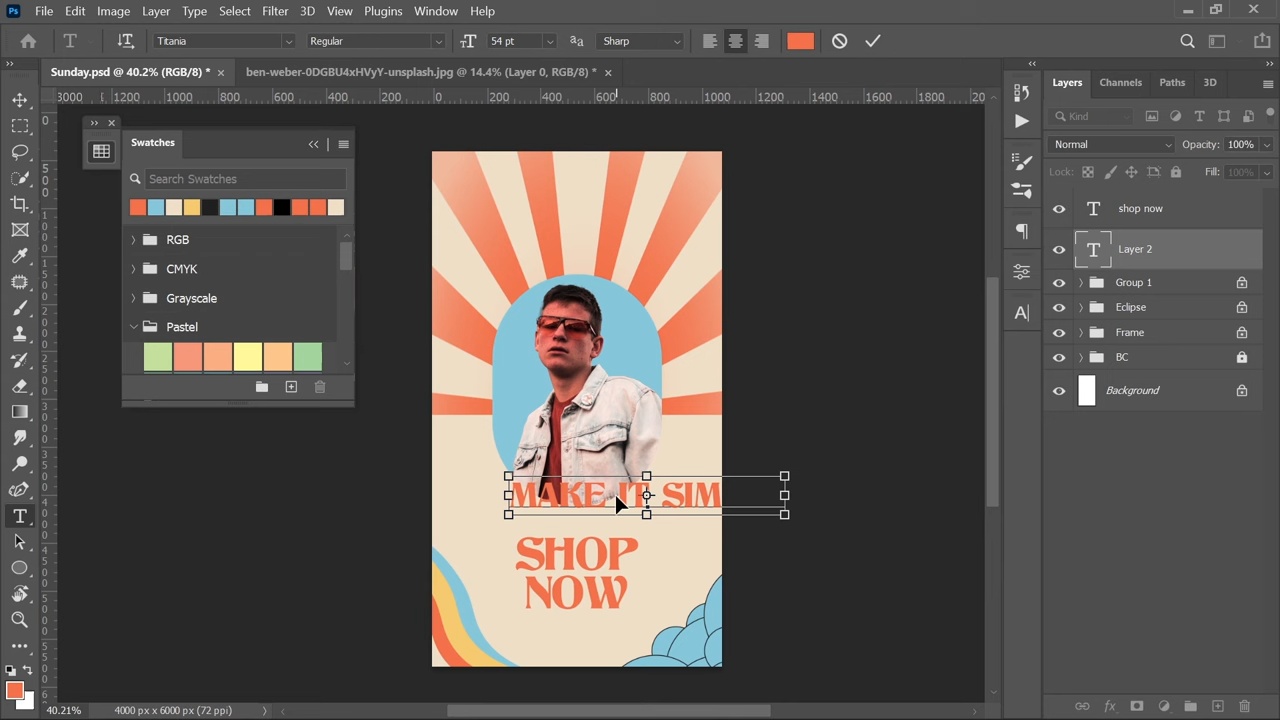 Ps File Edit Image Layer Type Select Filter 3D View Plugins Window Help
T Titania Regular 54 pt Sharp
Sunday.psd @ 40.2% (RGB/8) * × ben-weber-0DGBU4xHVyY-unsplash.jpg @ 14.4% (Layer 0, RGB/8) * ×
3000 1200 1000 800 600 400 200 0 200 400 600 800 1000 1200 1400 1600 1800 20
Swatches
Search Swatches
RGB
CMYK
Grayscale
Pastel
MAKE IT SIM
SHOP
NOW
Layers Channels Paths 3D
Kind
Normal Opacity: 100%
Lock: Fill: 100%
T shop now
T Layer 2
Group 1
Eclipse
Frame
BC
Background
40.21% 4000 px x 6000 px (72 ppi)